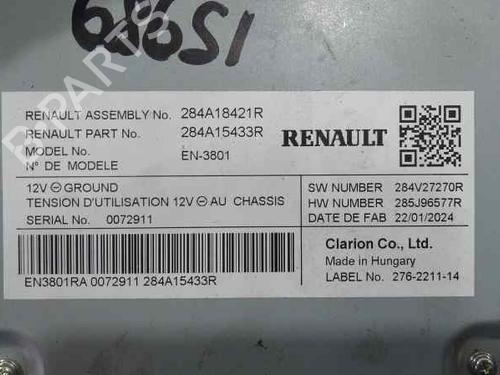 RENAULT ASSEMBLY No. 284A18421R
RENAULT PART No. 284A15433R
MODEL No. EN-3801
N° DE MODELE
RENAULT
12V ⊖ GROUND
TENSION D'UTILISATION 12V ⊖ AU CHASSIS
SERIAL No. 0072911
SW NUMBER 284V27270R
HW NUMBER 285J96577R
DATE DE FAB 22/01/2024
EN3801RA 0072911 284A15433R
Clarion Co., Ltd.
Made in Hungary
LABEL No. 276-2211-14